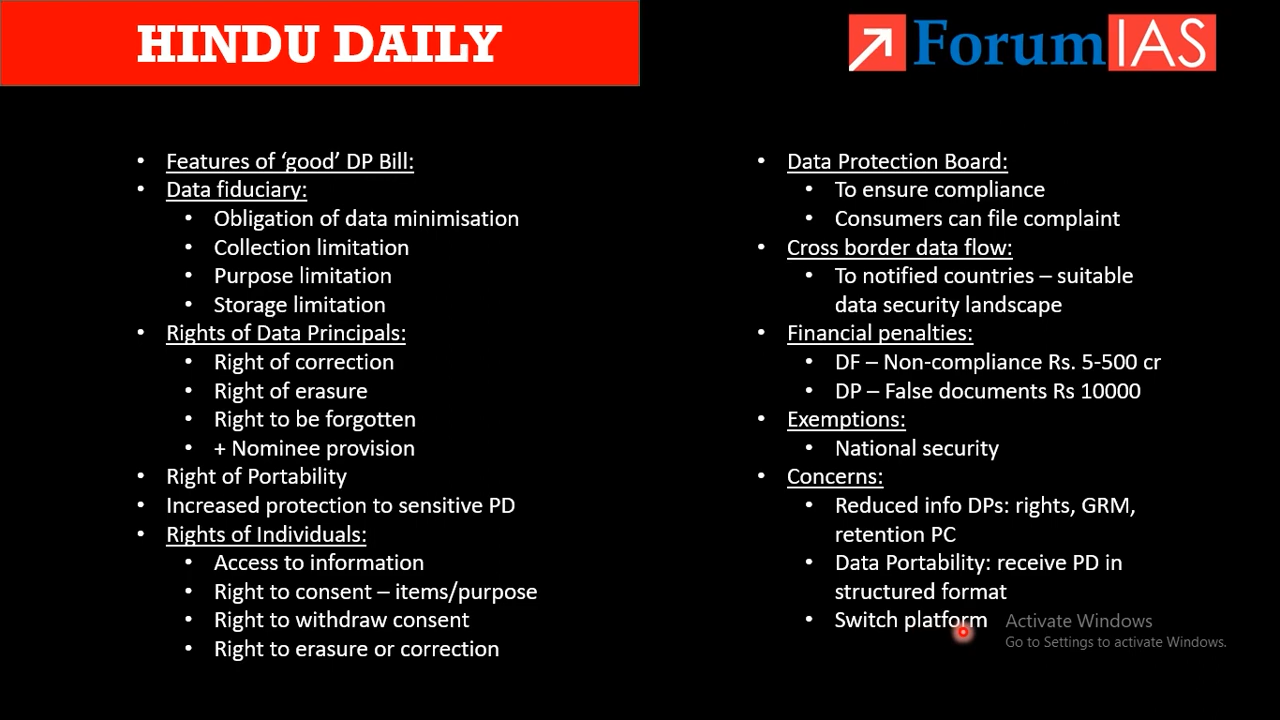 HINDU DAILY
ForumIAS
• Features of ‘good’ DP Bill:
• Data fiduciary:
• Obligation of data minimisation
• Collection limitation
• Purpose limitation
• Storage limitation
• Rights of Data Principals:
• Right of correction
• Right of erasure
• Right to be forgotten
• + Nominee provision
• Right of Portability
• Increased protection to sensitive PD
• Rights of Individuals:
• Access to information
• Right to consent – items/purpose
• Right to withdraw consent
• Right to erasure or correction
• Data Protection Board:
• To ensure compliance
• Consumers can file complaint
• Cross border data flow:
• To notified countries – suitable
data security landscape
• Financial penalties:
• DF – Non-compliance Rs. 5-500 cr
• DP – False documents Rs 10000
• Exemptions:
• National security
• Concerns:
• Reduced info DPs: rights, GRM,
retention PC
• Data Portability: receive PD in
structured format
• Switch platform
Activate Windows
Go to Settings to activate Windows.